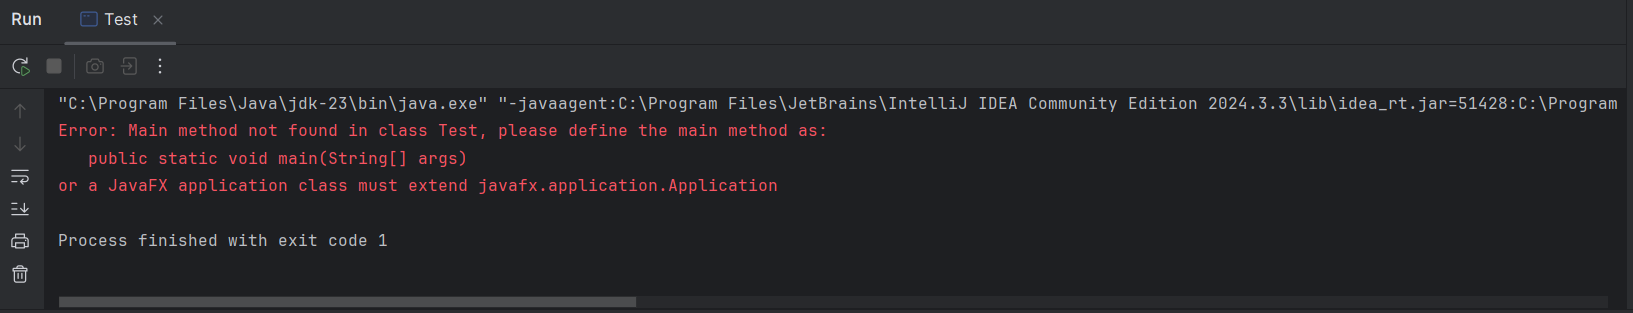 Run
Test
"C:\Program Files\Java\jdk-23\bin\java.exe" "-javaagent:C:\Program Files\JetBrains\IntelliJ IDEA Community Edition 2024.3.3\lib\idea_rt.jar=51428:C:\Program
Error: Main method not found in class Test, please define the main method as:
   public static void main(String[] args)
or a JavaFX application class must extend javafx.application.Application
Process finished with exit code 1